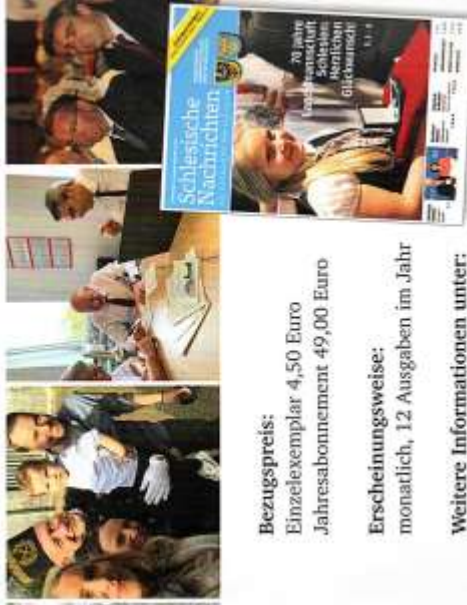 Schlesische
Nachrichten
70 Jahre
Landsmannschaft
Schlesien:
Herzlichen
Glückwunsch!
Bezugspreis:
Einzelexemplar 4,50 Euro
Jahresabonnement 49,00 Euro
Erscheinungsweise:
monatlich, 12 Ausgaben im Jahr
Weitere Informationen unter: